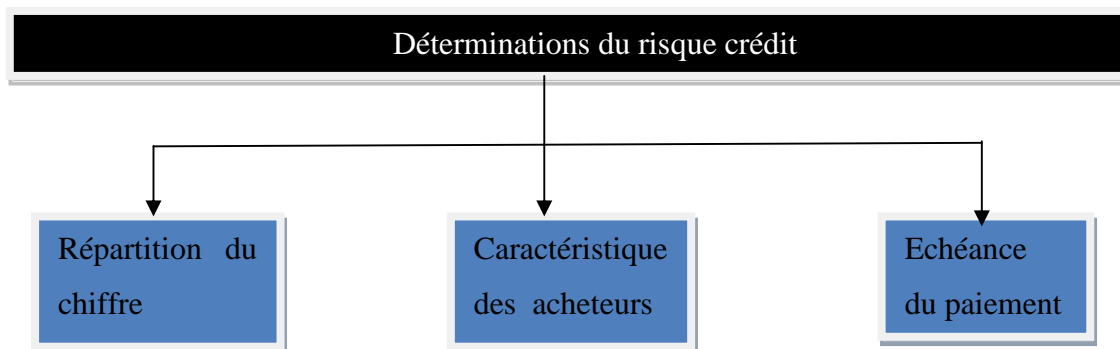 Déterminations du risque crédit
Répartition du
chiffre
Caractéristique
des acheteurs
Echéance
du paiement